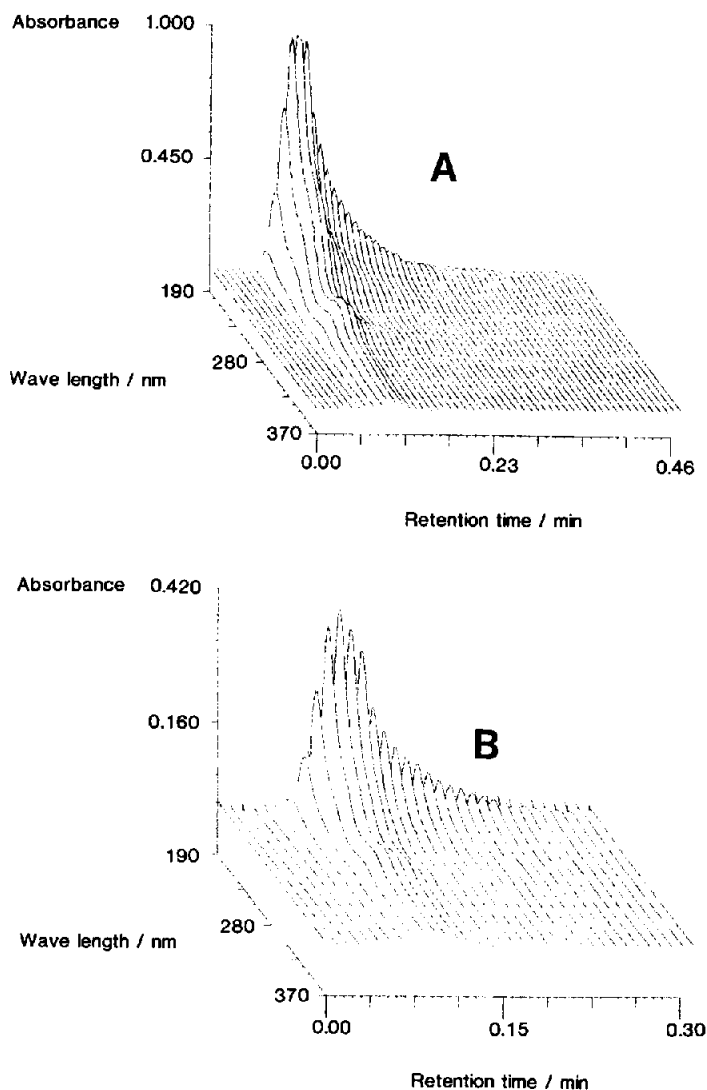 Absorbance 1.000
0.450
A
190
280
Wave length / nm
370
0.00 0.23 0.46
Retention time / min
Absorbance 0.420
0.160
B
190
280
Wave length / nm
370
0.00 0.15 0.30
Retention time / min